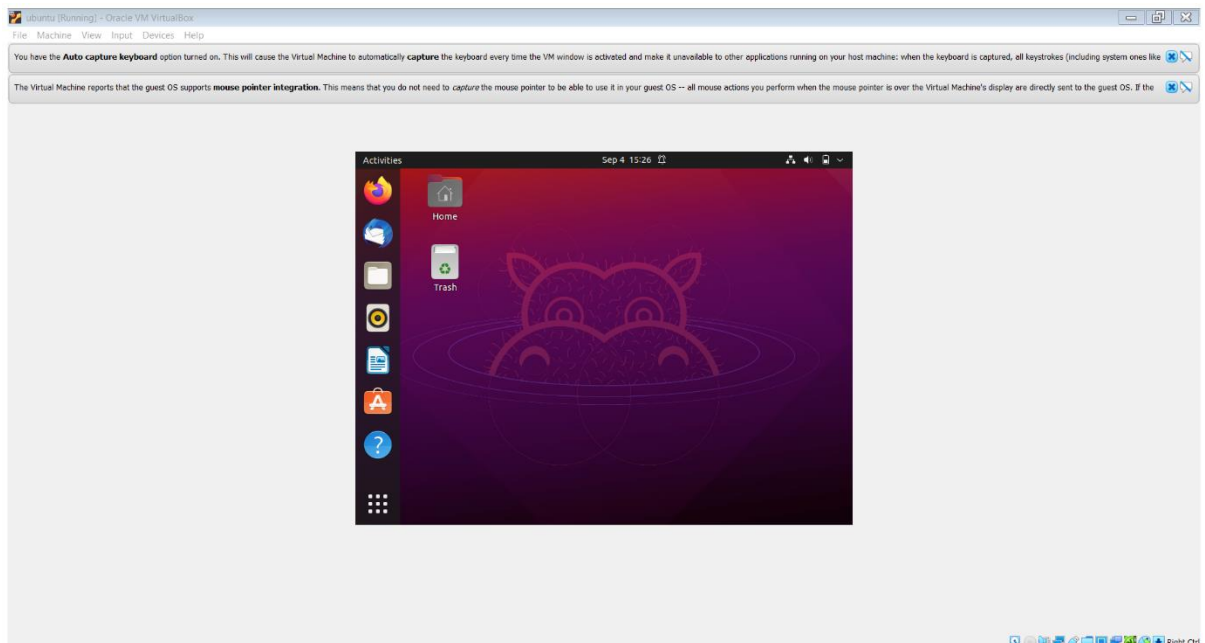 ubuntu [Running] - Oracle VM VirtualBox
File Machine View Input Devices Help
You have the Auto capture keyboard option turned on. This will cause the Virtual Machine to automatically capture the keyboard every time the VM window is activated and make it unavailable to other applications running on your host machine: when the keyboard is captured, all keystrokes (including system ones like
The Virtual Machine reports that the guest OS supports mouse pointer integration. This means that you do not need to capture the mouse pointer to be able to use it in your guest OS -- all mouse actions you perform when the mouse pointer is over the Virtual Machine's display are directly sent to the guest OS. If the
Activities Sep 4 15:26
Home
Trash
Right Ctrl